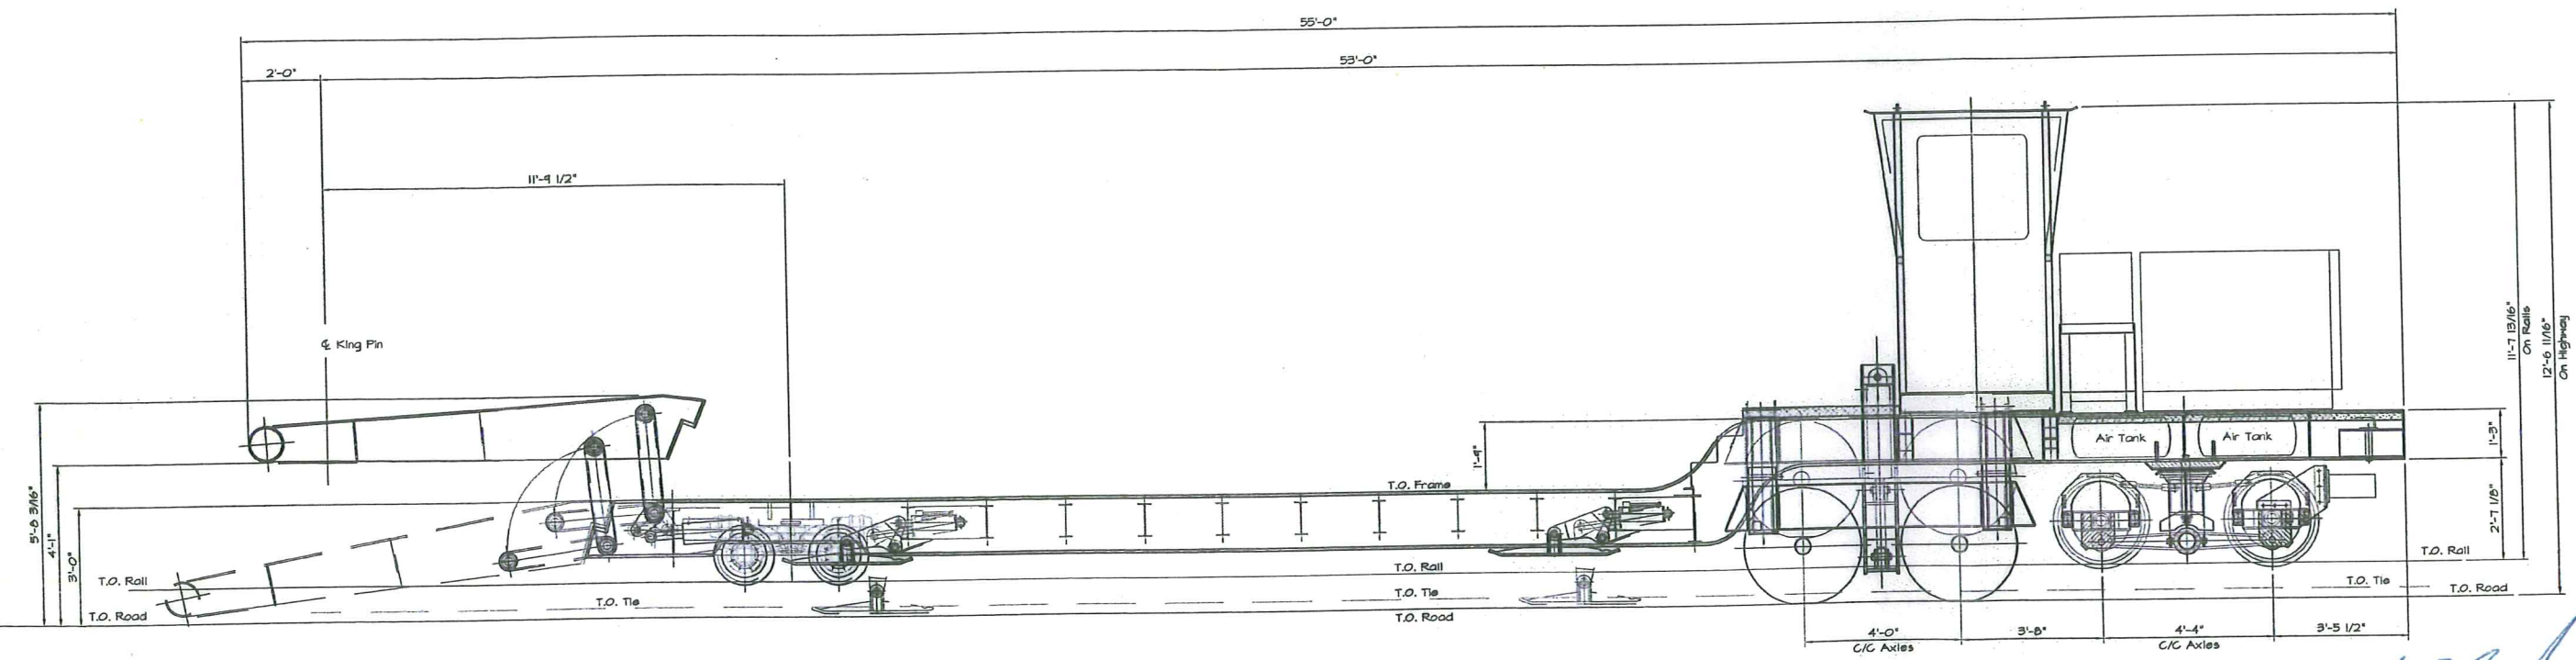 55'-0"
2'-0"
53'-0"
11'-9 1/2"
℄ King Pin
5'-8 3/16"
4'-1"
3'-0"
1'-9"
T.O. Frame
Air Tank
Air Tank
1'-3"
2'-7 1/8"
11'-7 13/16"
On Rails
12'-6 11/16"
On Highway
T.O. Rail
T.O. Rail
T.O. Rail
T.O. Tie
T.O. Tie
T.O. Tie
T.O. Road
T.O. Road
T.O. Road
4'-0"
C/C Axles
3'-8"
4'-4"
C/C Axles
3'-5 1/2"